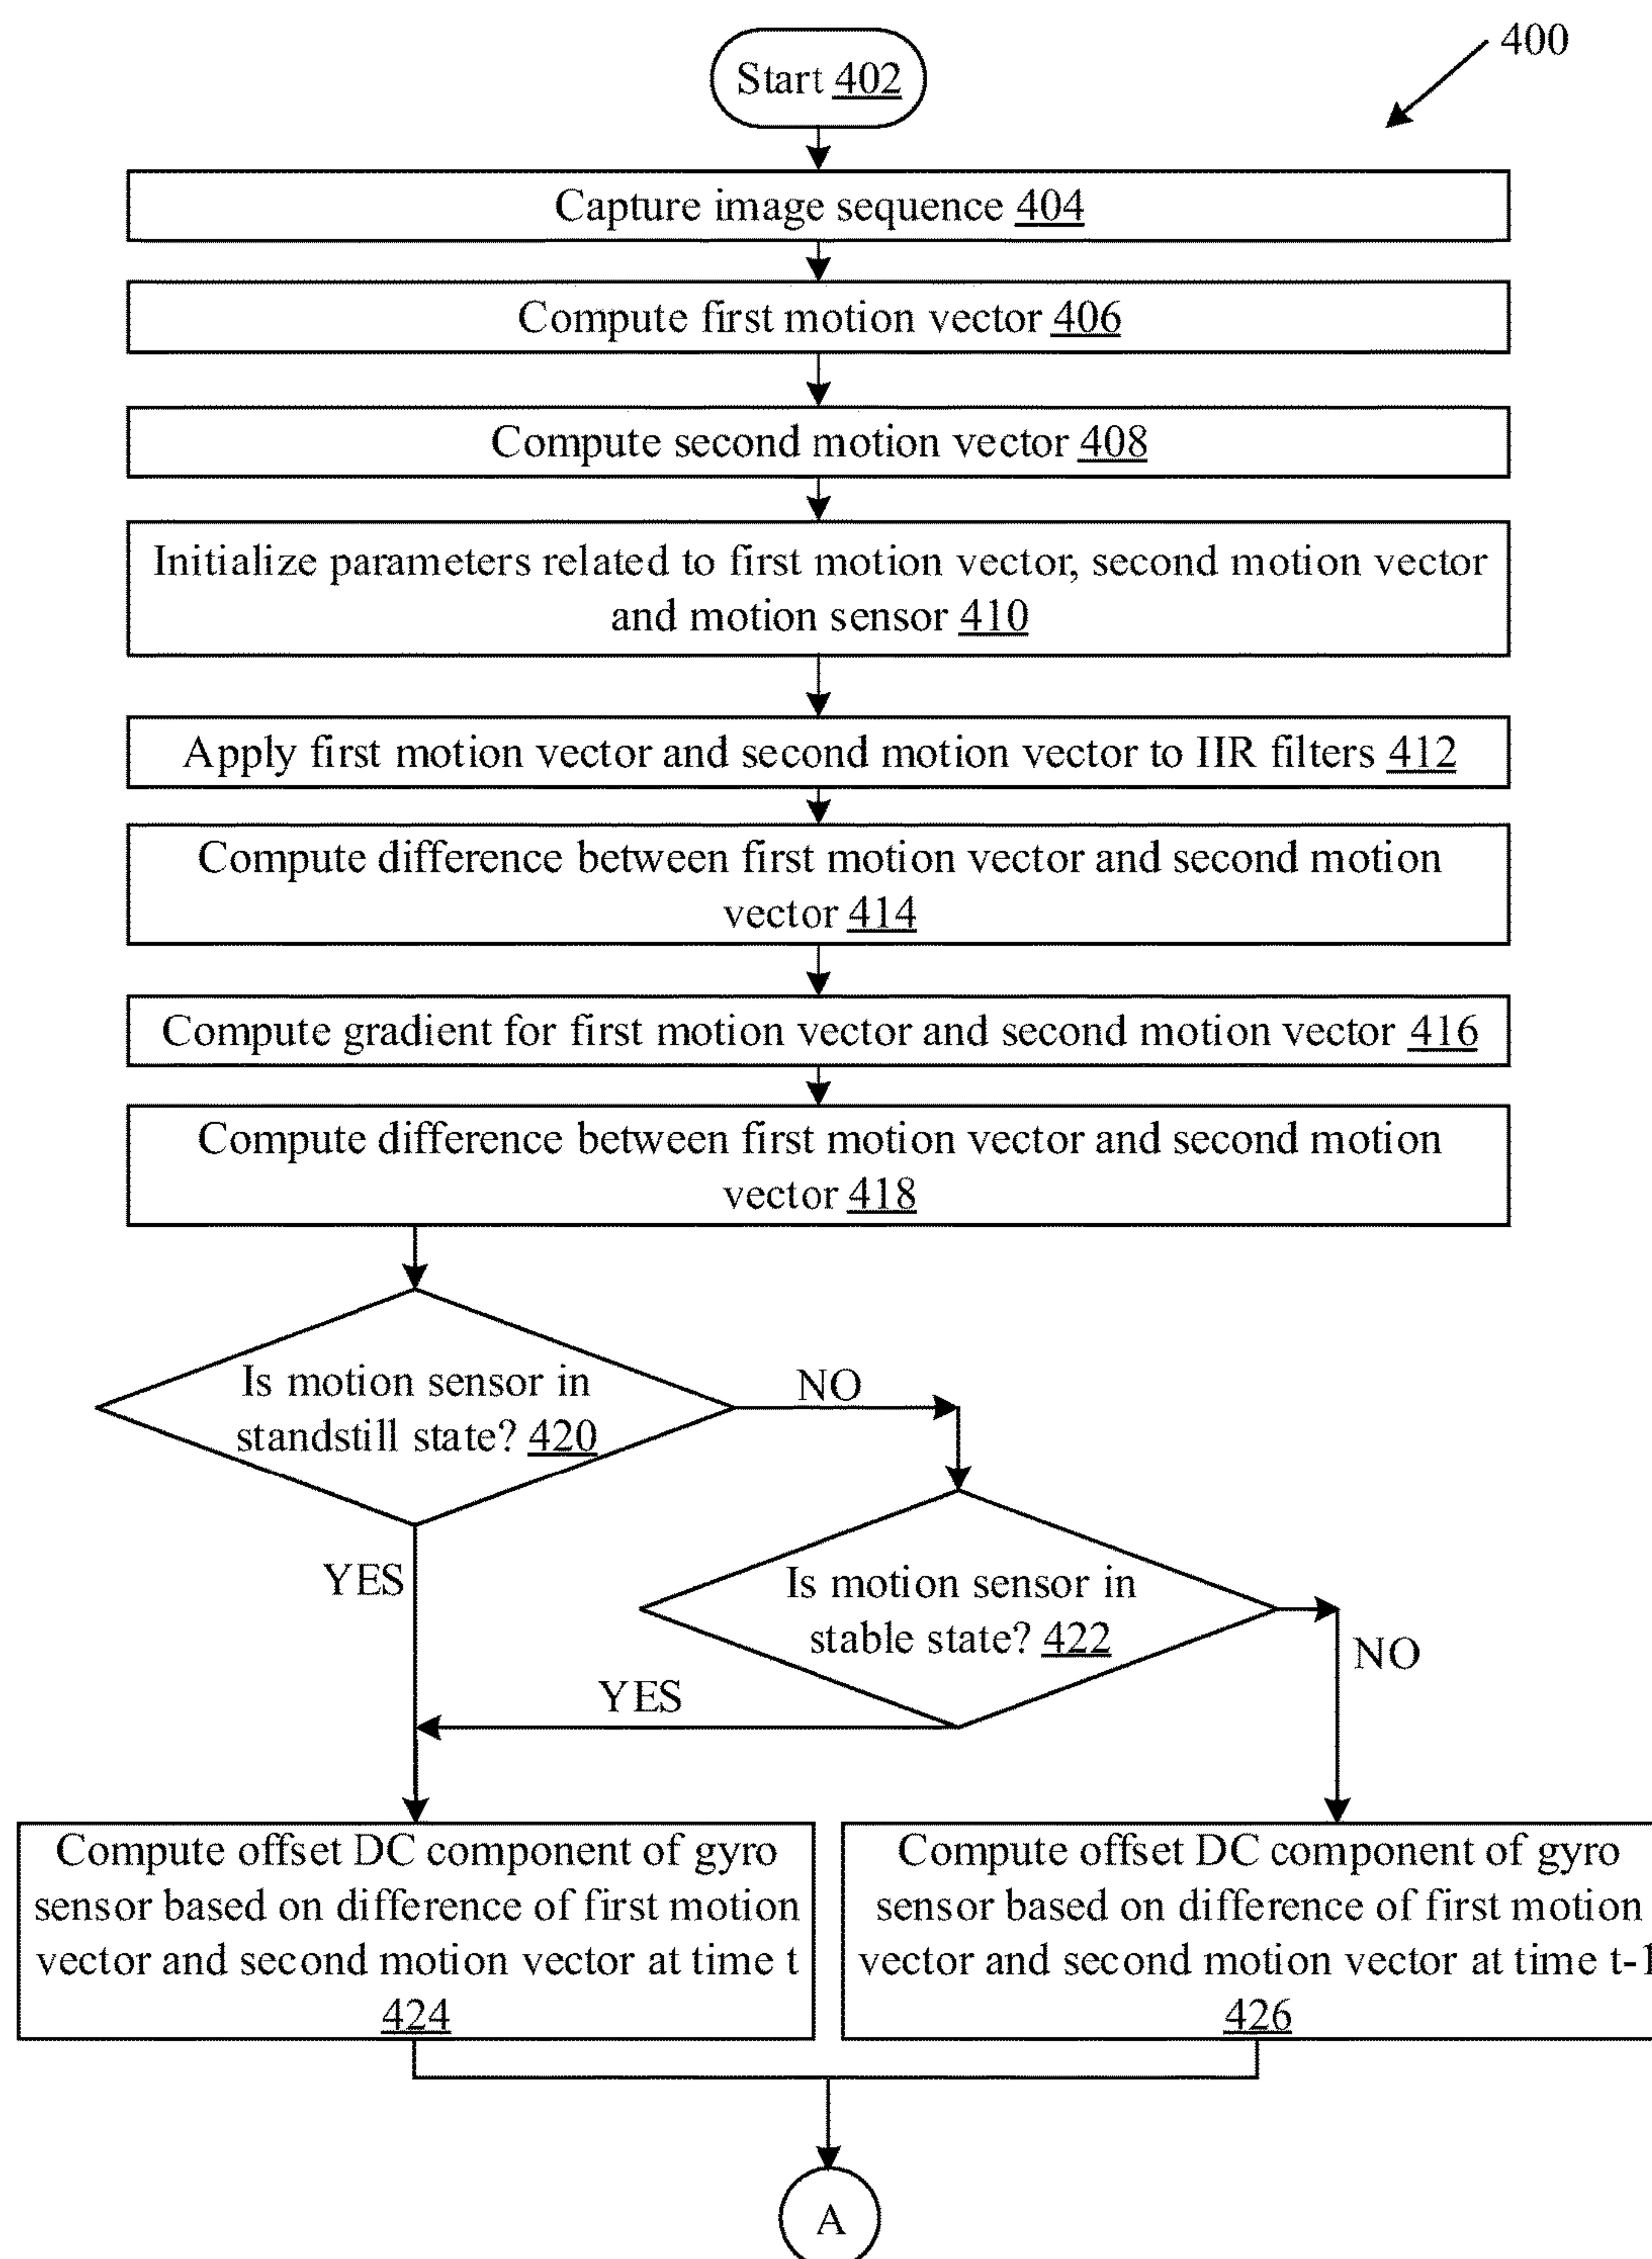 400
Start 402
Capture image sequence 404
Compute first motion vector 406
Compute second motion vector 408
Initialize parameters related to first motion vector, second motion vector
and motion sensor 410
Apply first motion vector and second motion vector to IIR filters 412
Compute difference between first motion vector and second motion
vector 414
Compute gradient for first motion vector and second motion vector 416
Compute difference between first motion vector and second motion
vector 418
Is motion sensor in
standstill state? 420
NO
YES
Is motion sensor in
stable state? 422
NO
YES
Compute offset DC component of gyro
sensor based on difference of first motion
vector and second motion vector at time t
424
Compute offset DC component of gyro
sensor based on difference of first motion
vector and second motion vector at time t-1
426
A